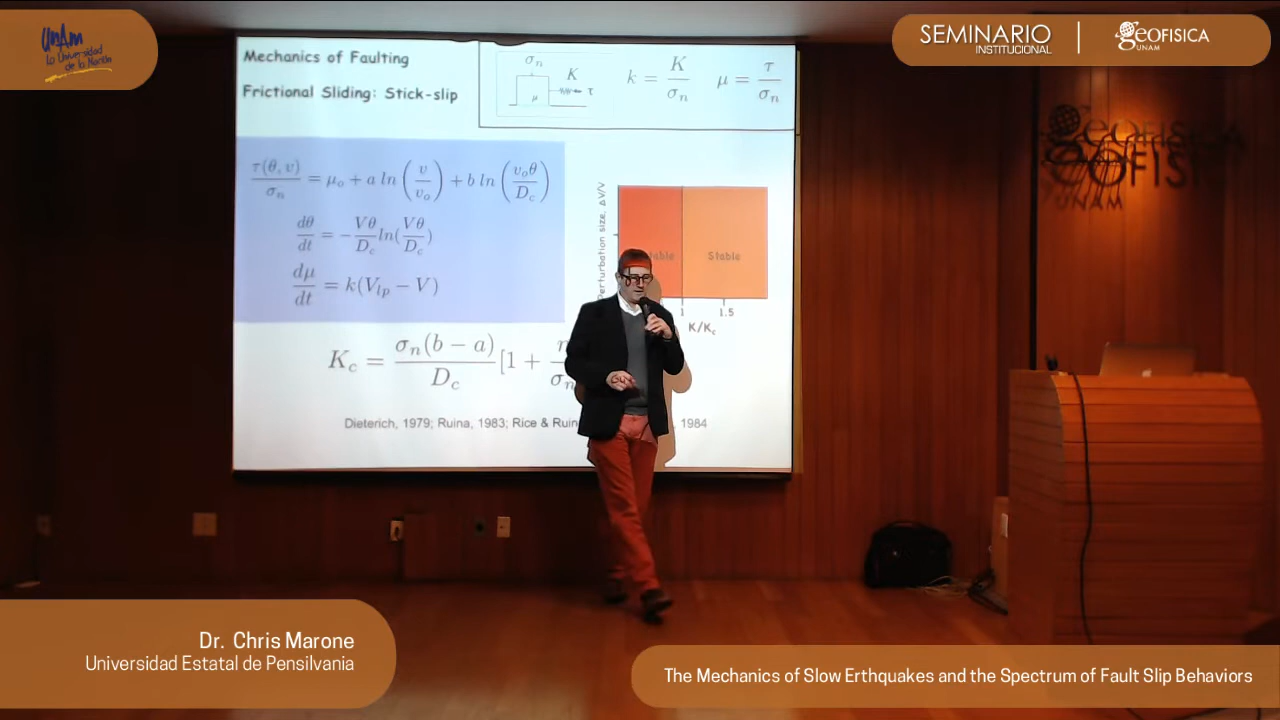 UNAM
La Universidad
de la Nación
SEMINARIO
INSTITUCIONAL
GEOFISICA
UNAM
Mechanics of Faulting
Frictional Sliding: Stick-slip
σn
K
μ
τ
k = K/σn
μ = τ/σn
τ(θ, v)/σn = μo + a ln (v/vo) + b ln (voθ/Dc)
dθ/dt = -Vθ/Dc ln(Vθ/Dc)
dμ/dt = k(Vlp − V)
Perturbation size, ΔV/V
Stable
1
1.5
K/Kc
Kc = σn(b − a)/Dc [1 +
Dieterich, 1979; Ruina, 1983; Rice &
1984
GEOFISICA
UNAM
Dr. Chris Marone
Universidad Estatal de Pensilvania
The Mechanics of Slow Erthquakes and the Spectrum of Fault Slip Behaviors